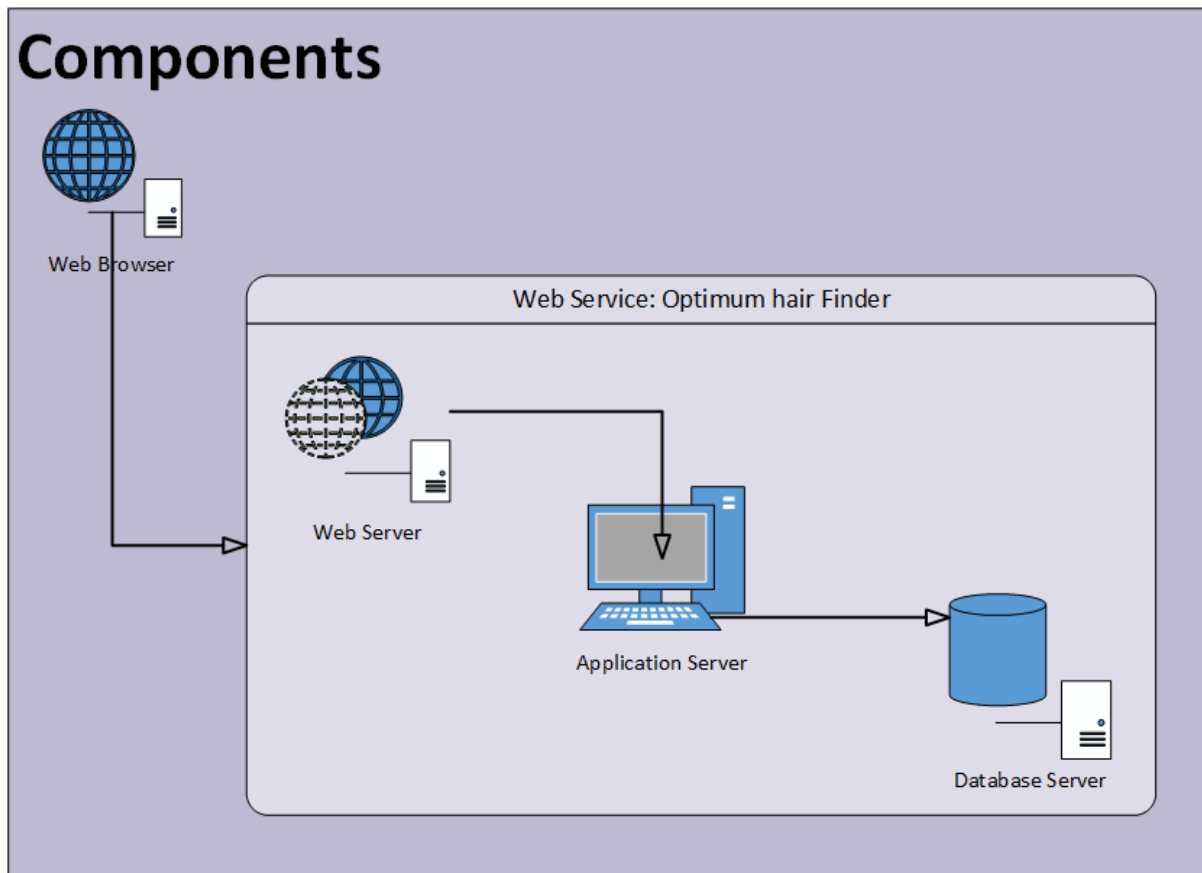 Components
Web Browser
Web Service: Optimum hair Finder
Web Server
Application Server
Database Server